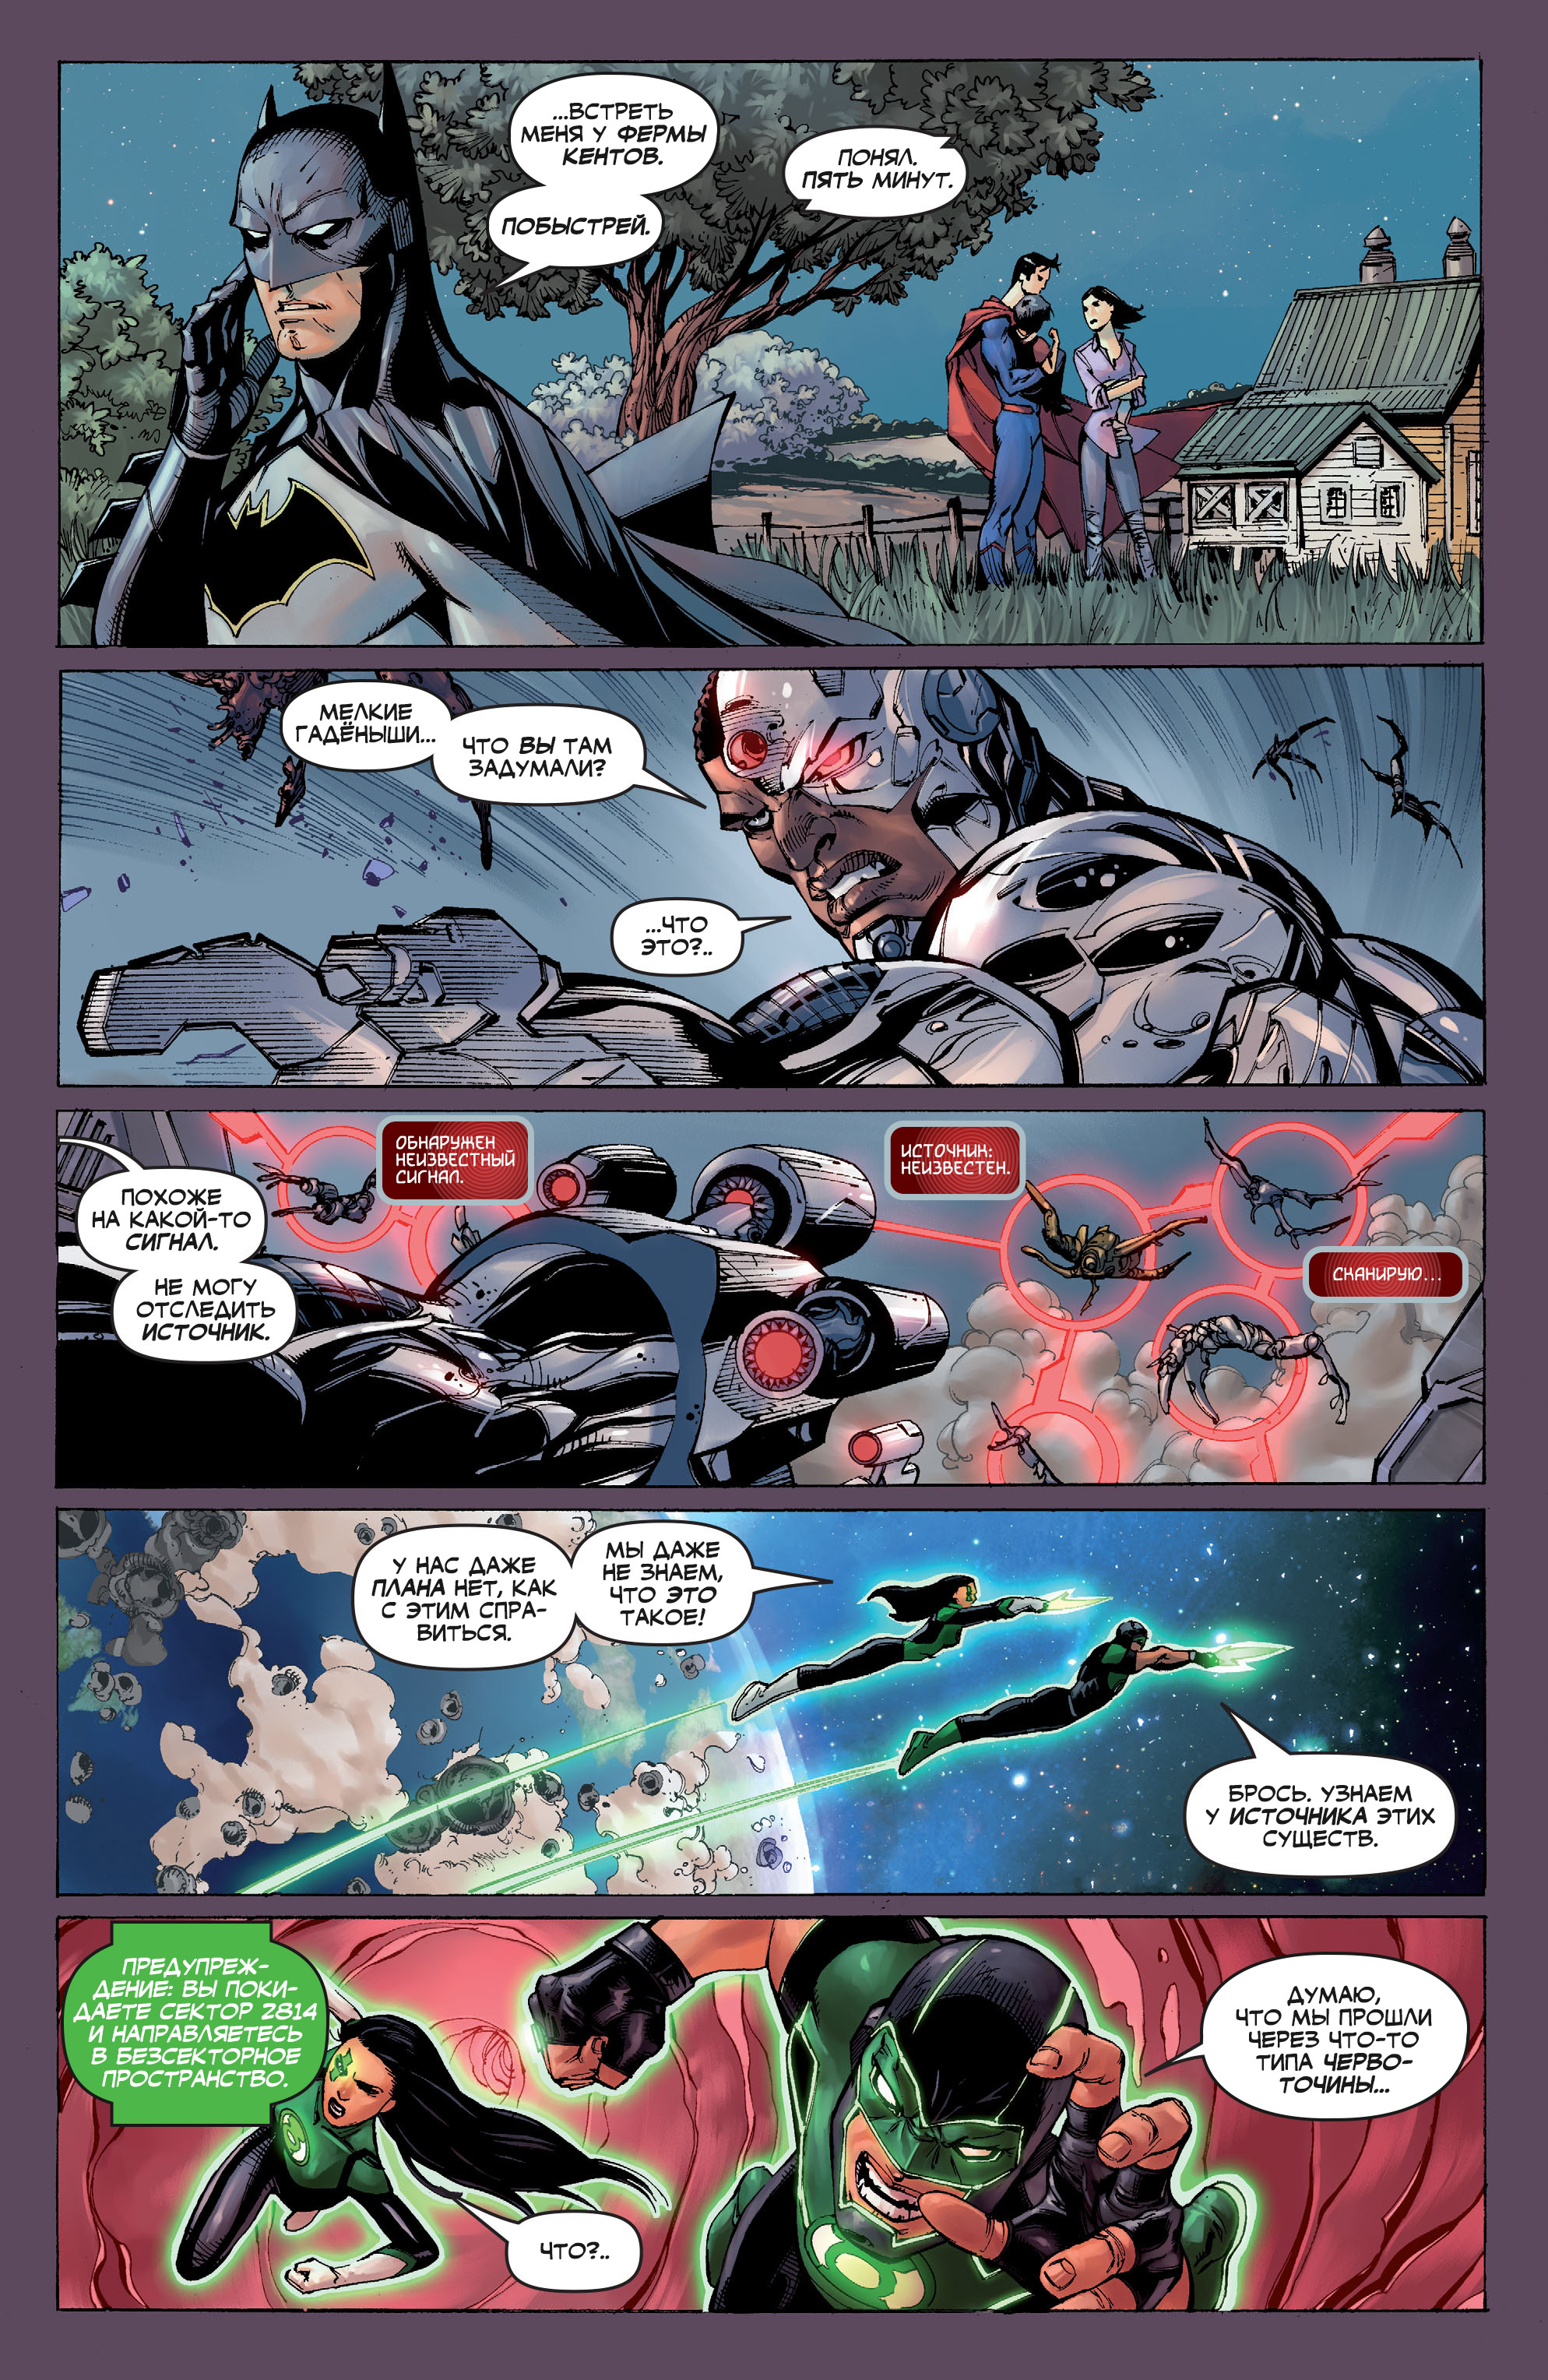 ...ВСТРЕТЬ
МЕНЯ У ФЕРМЫ
КЕНТОВ.
ПОБЫСТРЕЙ.
ПОНЯЛ.
ПЯТЬ МИНУТ.
МЕЛКИЕ
ГАДЁНЫШИ...
ЧТО ВЫ ТАМ
ЗАДУМАЛИ?
...ЧТО
ЭТО?..
ПОХОЖЕ
НА КАКОЙ-ТО
СИГНАЛ.
НЕ МОГУ
ОТСЛЕДИТЬ
ИСТОЧНИК.
ОБНАРУЖЕН
НЕИЗВЕСТНЫЙ
СИГНАЛ.
ИСТОЧНИК:
НЕИЗВЕСТЕН.
СКАНИРУЮ...
У НАС ДАЖЕ
ПЛАНА НЕТ, КАК
С ЭТИМ СПРА-
ВИТЬСЯ.
МЫ ДАЖЕ
НЕ ЗНАЕМ,
ЧТО ЭТО
ТАКОЕ!
БРОСЬ. УЗНАЕМ
У ИСТОЧНИКА ЭТИХ
СУЩЕСТВ.
ПРЕДУПРЕЖ-
ДЕНИЕ: ВЫ ПОКИ-
ДАЕТЕ СЕКТОР 2814
И НАПРАВЛЯЕТЕСЬ
В БЕЗСЕКТОРНОЕ
ПРОСТРАНСТВО.
ЧТО?..
ДУМАЮ,
ЧТО МЫ ПРОШЛИ
ЧЕРЕЗ ЧТО-ТО
ТИПА ЧЕРВО-
ТОЧИНЫ...